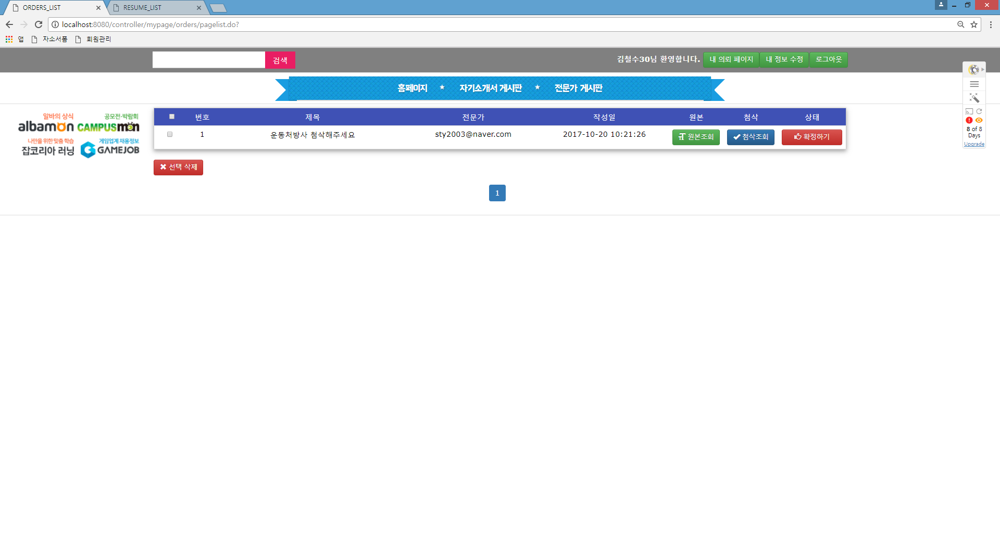 ORDERS_LIST
RESUME_LIST
localhost:8080/controller/mypage/orders/pagelist.do?
앱 자소서폼 회원관리
검색
김철수30님 환영합니다. 내 의뢰 페이지 내 정보 수정 로그아웃
홈페이지 ★ 자기소개서 게시판 ★ 전문가 게시판
알바의 상식 공모전·박람회
albamon CAMPUSmon
나만을 위한 맞춤 학습 게임업계 채용정보
잡코리아 러닝 GAMEJOB
번호 제목 전문가 작성일 원본 첨삭 상태
1 운동처방사 첨삭해주세요 sty2003@naver.com 2017-10-20 10:21:26 원본조회 첨삭조회 확정하기
선택 삭제
1
8 of 8
Days
Upgrade